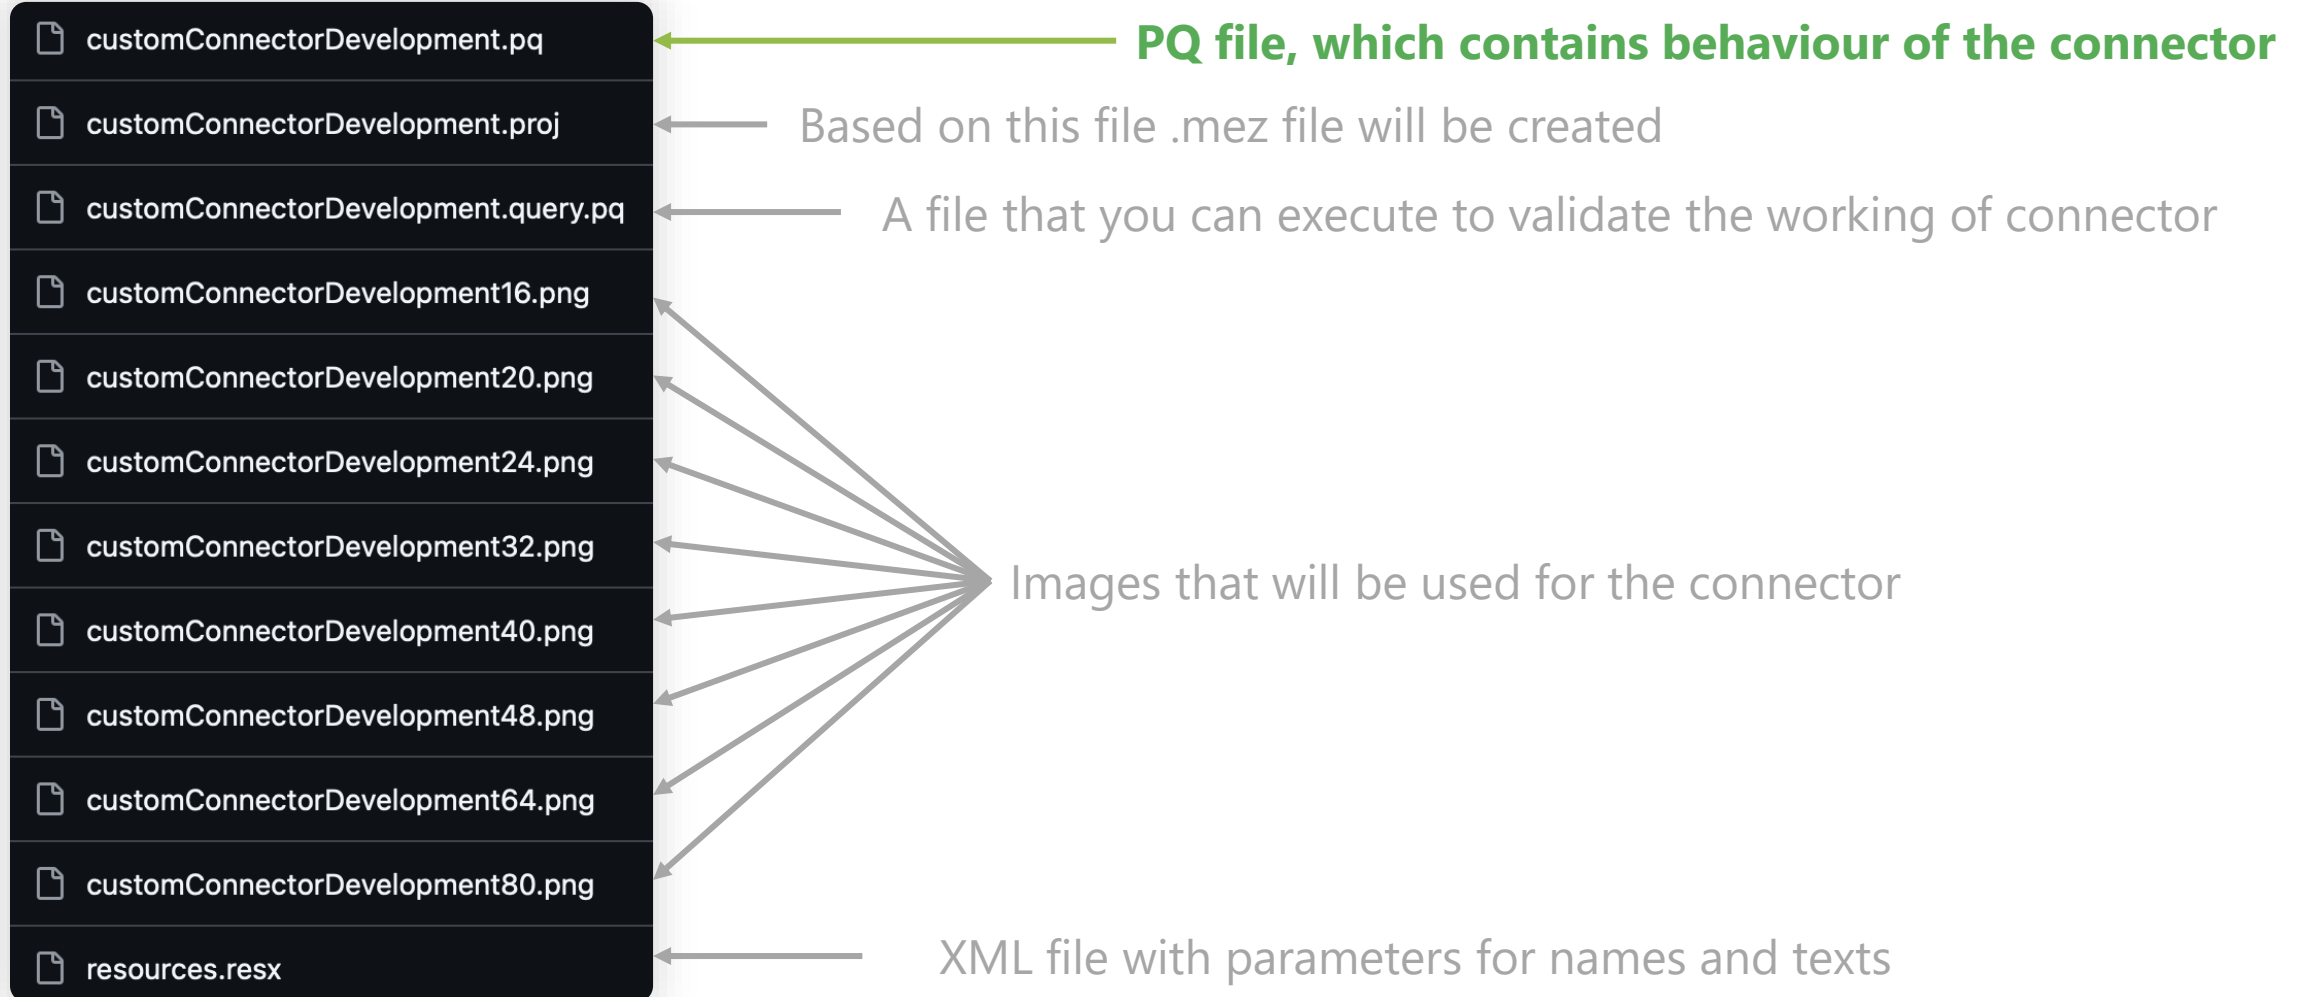 customConnectorDevelopment.pq
PQ file, which contains behaviour of the connector
customConnectorDevelopment.proj
Based on this file .mez file will be created
customConnectorDevelopment.query.pq
A file that you can execute to validate the working of connector
customConnectorDevelopment16.png
customConnectorDevelopment20.png
customConnectorDevelopment24.png
customConnectorDevelopment32.png
Images that will be used for the connector
customConnectorDevelopment40.png
customConnectorDevelopment48.png
customConnectorDevelopment64.png
customConnectorDevelopment80.png
resources.resx
XML file with parameters for names and texts